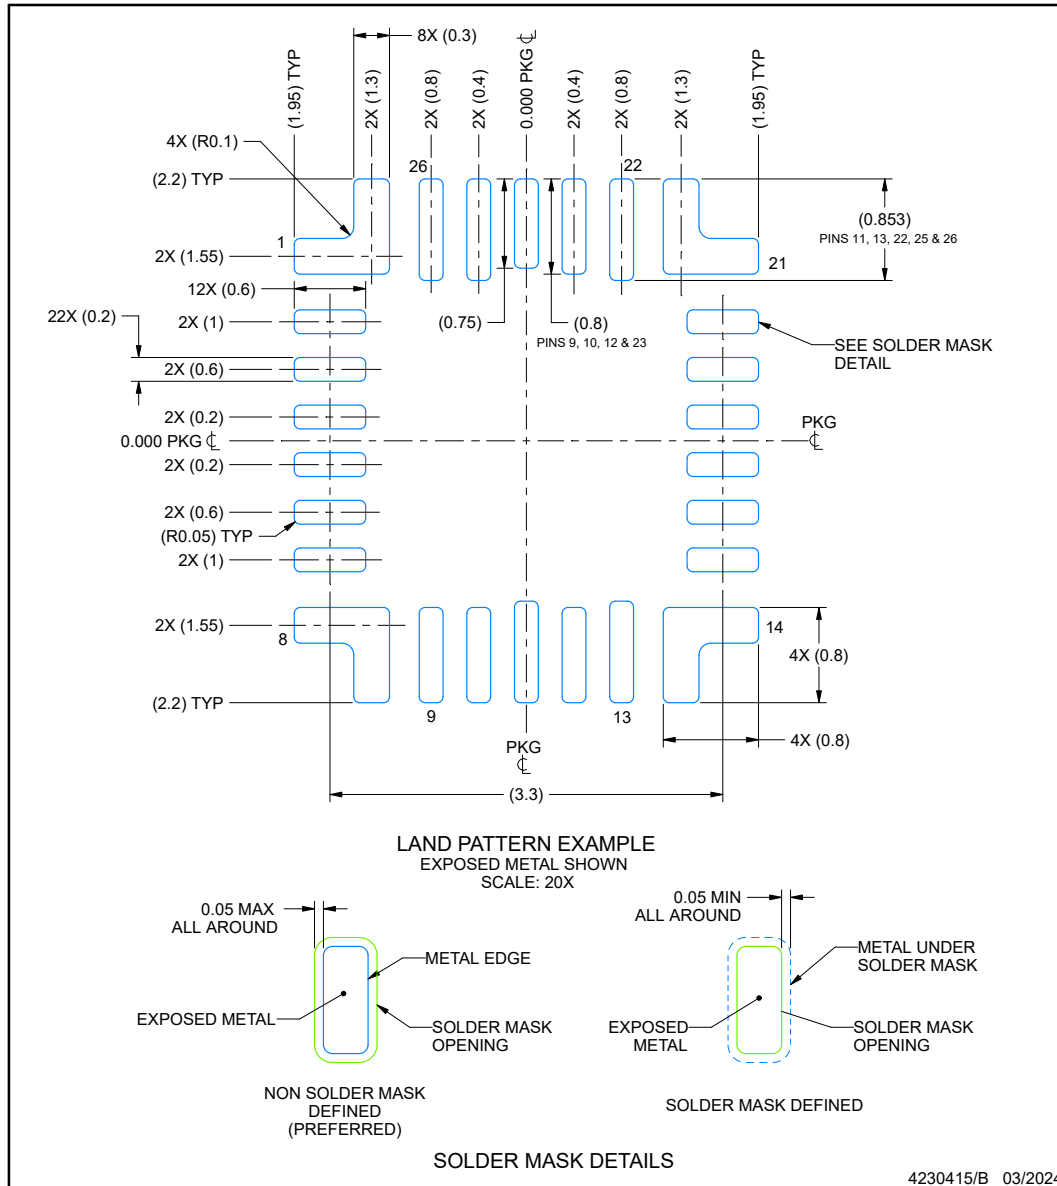 8X (0.3)
(1.95) TYP
2X (1.3)
2X (0.8)
2X (0.4)
0.000 PKG ℄
2X (0.4)
2X (0.8)
2X (1.3)
(1.95) TYP
4X (R0.1)
26
22
(2.2) TYP
(0.853)
PINS 11, 13, 22, 25 & 26
1
2X (1.55)
21
12X (0.6)
22X (0.2)
2X (1)
(0.75)
(0.8)
PINS 9, 10, 12 & 23
SEE SOLDER MASK
DETAIL
2X (0.6)
2X (0.2)
PKG
℄
0.000 PKG ℄
2X (0.2)
2X (0.6)
(R0.05) TYP
2X (1)
2X (1.55)
8
14
4X (0.8)
(2.2) TYP
9
13
PKG
℄
4X (0.8)
(3.3)
LAND PATTERN EXAMPLE
EXPOSED METAL SHOWN
SCALE: 20X
0.05 MAX
ALL AROUND
METAL EDGE
EXPOSED METAL
SOLDER MASK
OPENING
NON SOLDER MASK
DEFINED
(PREFERRED)
0.05 MIN
ALL AROUND
METAL UNDER
SOLDER MASK
EXPOSED
METAL
SOLDER MASK
OPENING
SOLDER MASK DEFINED
SOLDER MASK DETAILS
4230415/B 03/2024